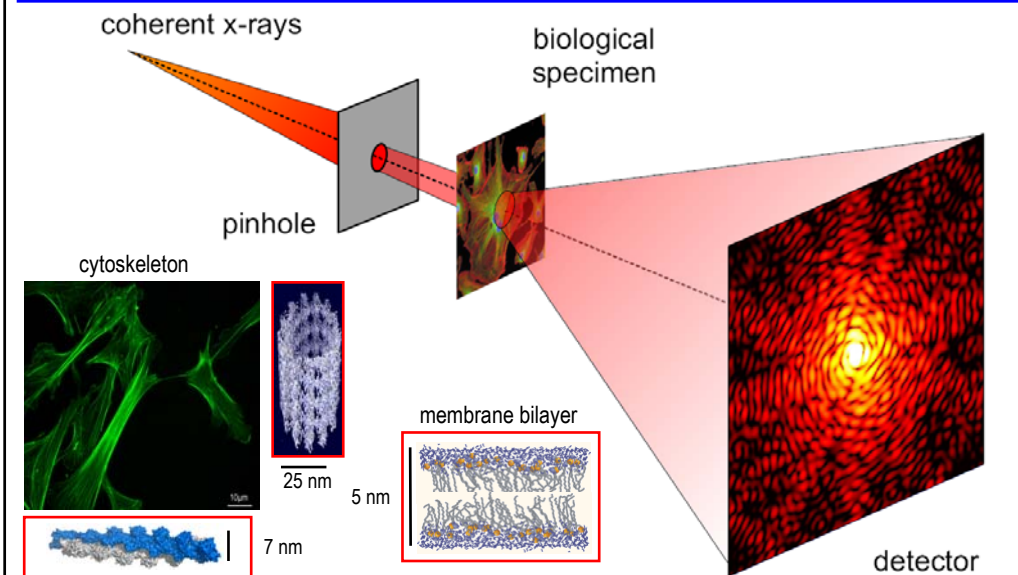 coherent x-rays
biological
specimen
pinhole
cytoskeleton
10μm
25 nm
membrane bilayer
5 nm
7 nm
detector